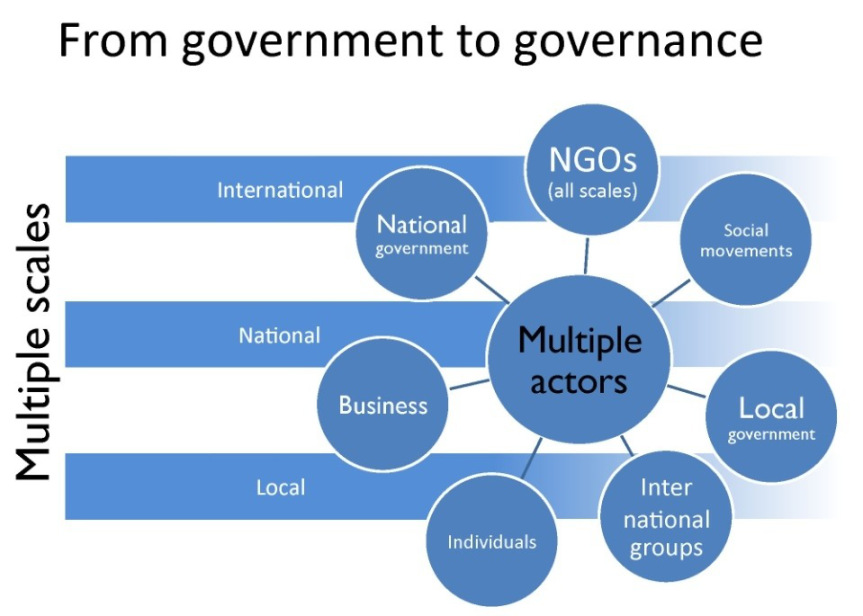 From government to governance
Multiple scales
International
National
Local
NGOs
(all scales)
National
government
Social
movements
Multiple
actors
Business
Local
government
Individuals
Inter
national
groups